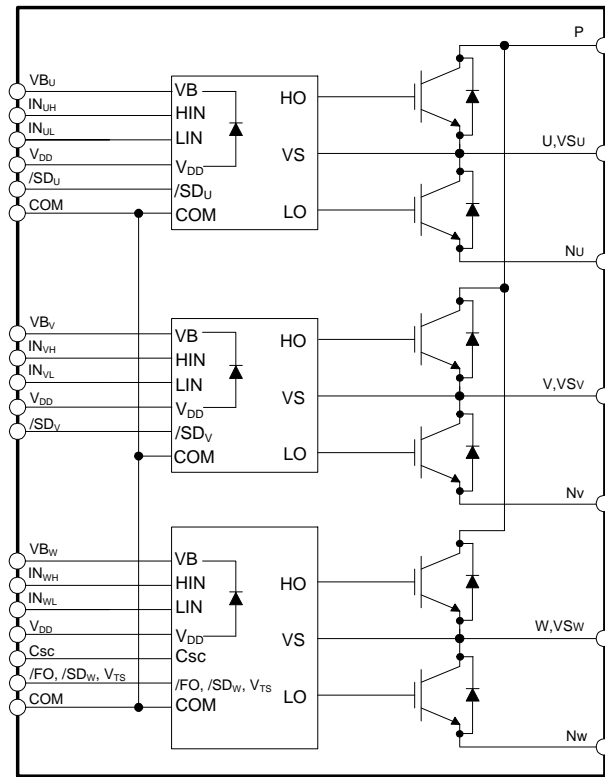 P
VBU
VB
INUH
HO
HIN
INUL
LIN
VDD
VS
U,VSU
VDD
/SDU
/SDU
COM
LO
COM
NU
VBV
VB
INVH
HO
HIN
INVL
LIN
VDD
VS
V,VSV
VDD
/SDV
/SDV
LO
COM
NV
VBW
VB
INWH
HO
HIN
INWL
LIN
VDD
VS
W,VSW
VDD
Csc
Csc
/FO, /SDW, VTS
/FO, /SDW, VTS
LO
COM
COM
NW